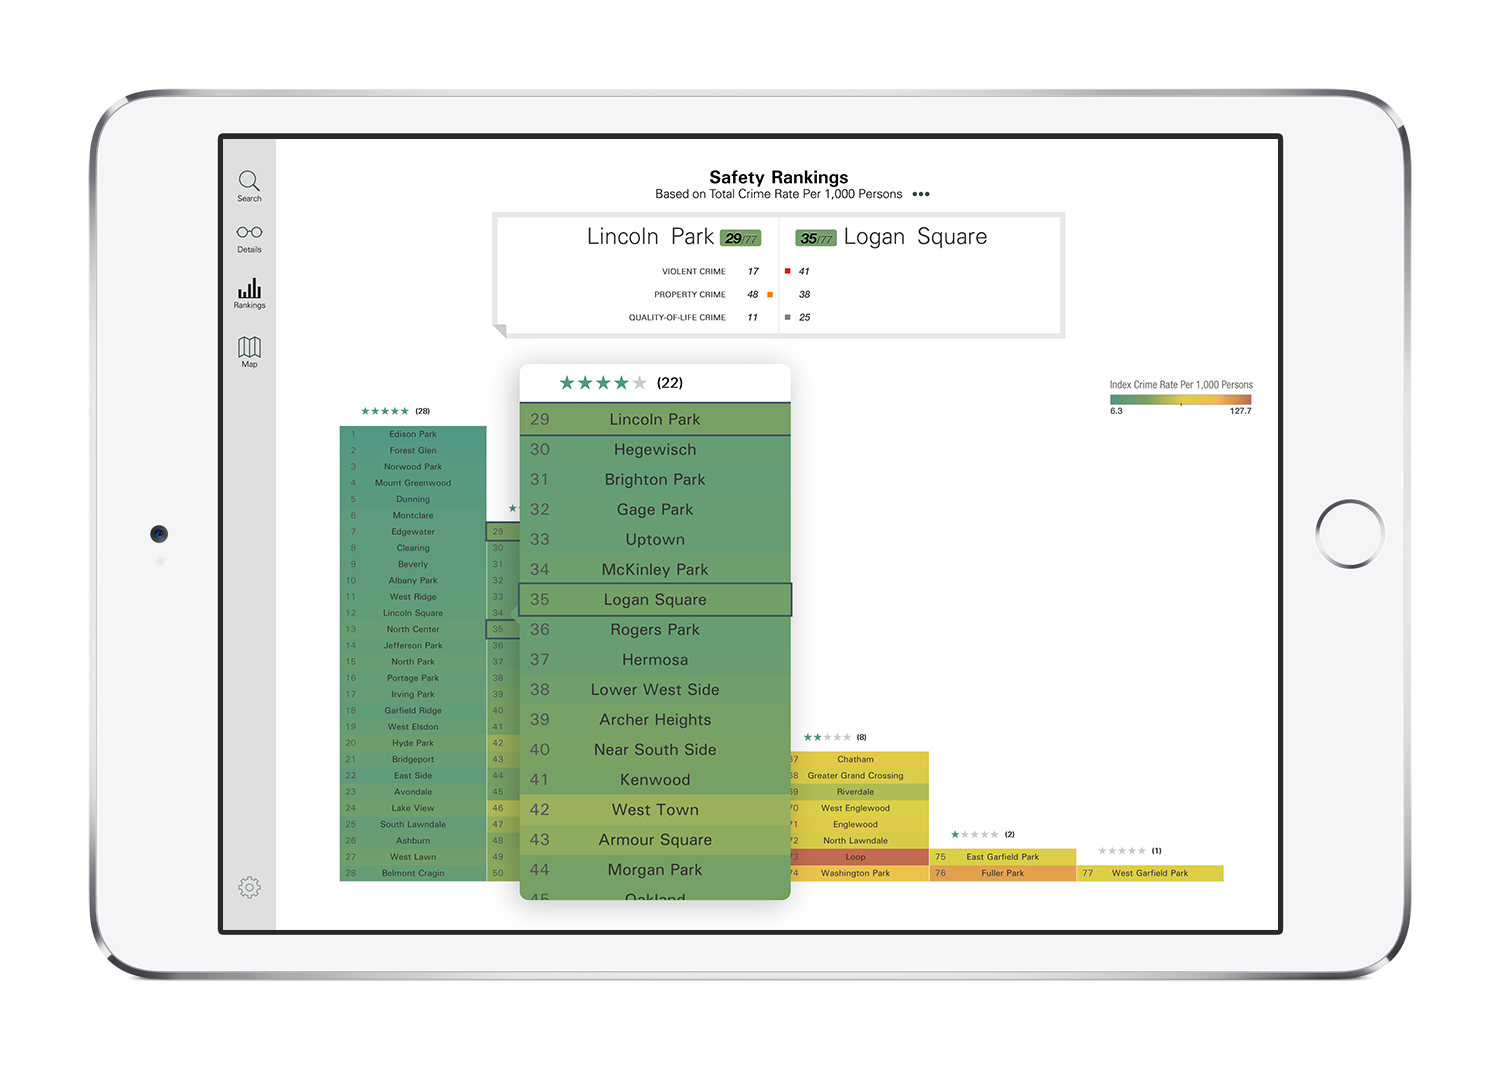 Search
Details
Rankings
Map
Safety Rankings
Based on Total Crime Rate Per 1,000 Persons •••
Lincoln Park 29/77
35/77 Logan Square
VIOLENT CRIME 17 41
PROPERTY CRIME 48 38
QUALITY-OF-LIFE CRIME 11 25
Index Crime Rate Per 1,000 Persons
6.3 127.7
★★★★★ (28)
1 Edison Park
2 Forest Glen
3 Norwood Park
4 Mount Greenwood
5 Dunning
6 Montclare
7 Edgewater
8 Clearing
9 Beverly
10 Albany Park
11 West Ridge
12 Lincoln Square
13 North Center
14 Jefferson Park
15 North Park
16 Portage Park
17 Irving Park
18 Garfield Ridge
19 West Elsdon
20 Hyde Park
21 Bridgeport
22 East Side
23 Avondale
24 Lake View
25 South Lawndale
26 Ashburn
27 West Lawn
28 Belmont Cragin
29
30
31
32
33
34
35
36
37
38
39
40
41
42
43
44
45
46
47
48
49
50
★★★★★ (22)
29 Lincoln Park
30 Hegewisch
31 Brighton Park
32 Gage Park
33 Uptown
34 McKinley Park
35 Logan Square
36 Rogers Park
37 Hermosa
38 Lower West Side
39 Archer Heights
40 Near South Side
41 Kenwood
42 West Town
43 Armour Square
44 Morgan Park
45 Oakland
★★★★★ (8)
67 Chatham
68 Greater Grand Crossing
69 Riverdale
70 West Englewood
71 Englewood
72 North Lawndale
73 Loop
74 Washington Park
★★★★★ (2)
75 East Garfield Park
76 Fuller Park
★★★★★ (1)
77 West Garfield Park